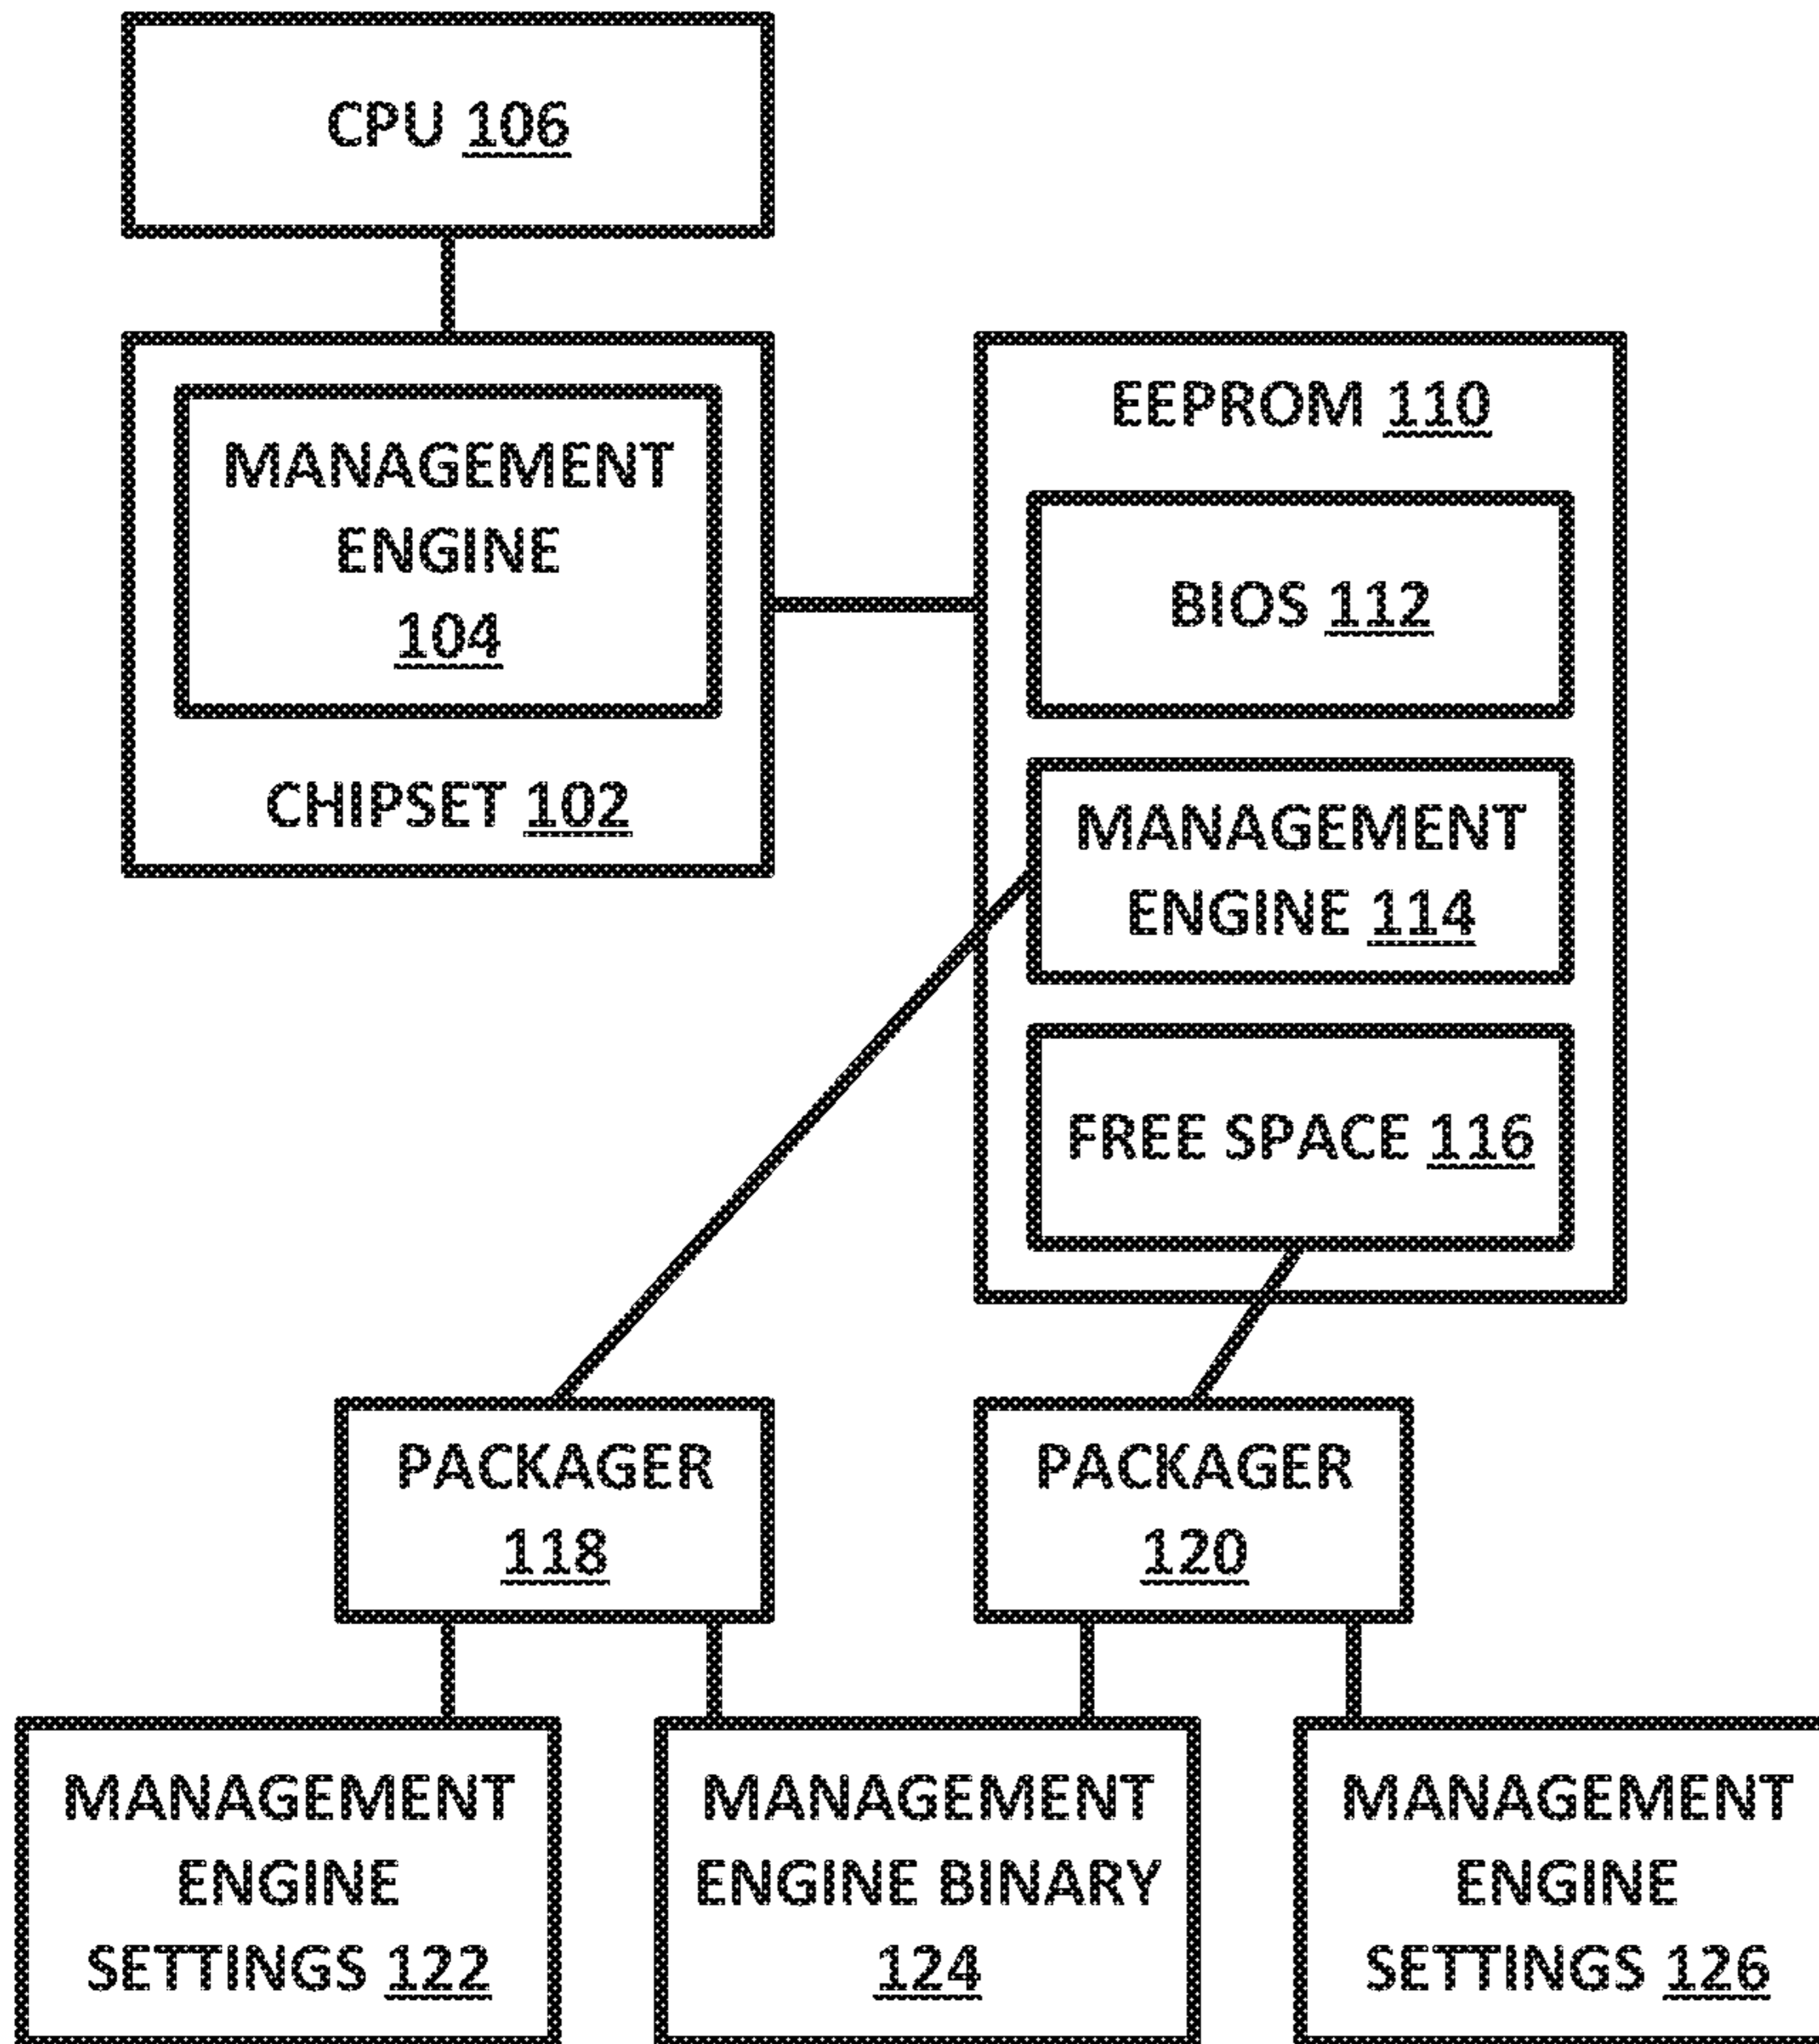 CPU 106
MANAGEMENT
ENGINE
104
CHIPSET 102
EEPROM 110
BIOS 112
MANAGEMENT
ENGINE 114
FREE SPACE 116
PACKAGER
118
PACKAGER
120
MANAGEMENT
ENGINE
SETTINGS 122
MANAGEMENT
ENGINE BINARY
124
MANAGEMENT
ENGINE
SETTINGS 126